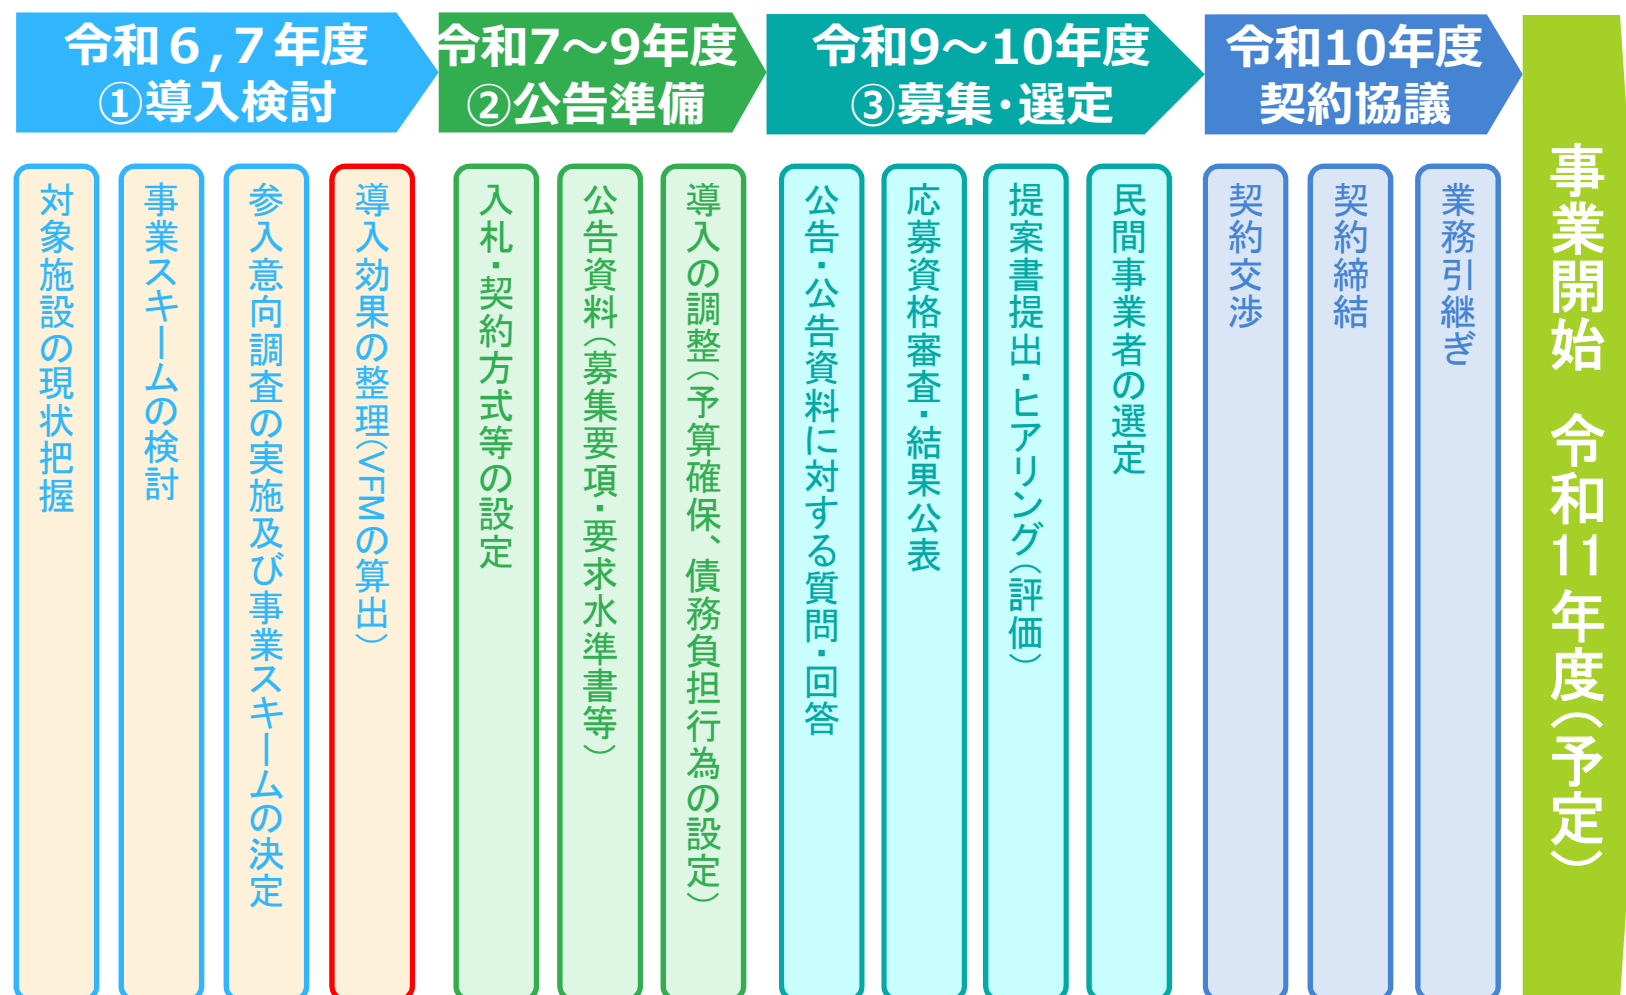 令和６,７年度
①導入検討
令和7～9年度
②公告準備
令和9～10年度
③募集・選定
令和10年度
契約協議
対象施設の現状把握
事業スキームの検討
参入意向調査の実施及び事業スキームの決定
導入効果の整理(VFMの算出)
入札・契約方式等の設定
公告資料(募集要項・要求水準書等)
導入の調整(予算確保、債務負担行為の設定)
公告・公告資料に対する質問・回答
応募資格審査・結果公表
提案書提出・ヒアリング(評価)
民間事業者の選定
契約交渉
契約締結
業務引継ぎ
事業開始　令和11年度(予定)